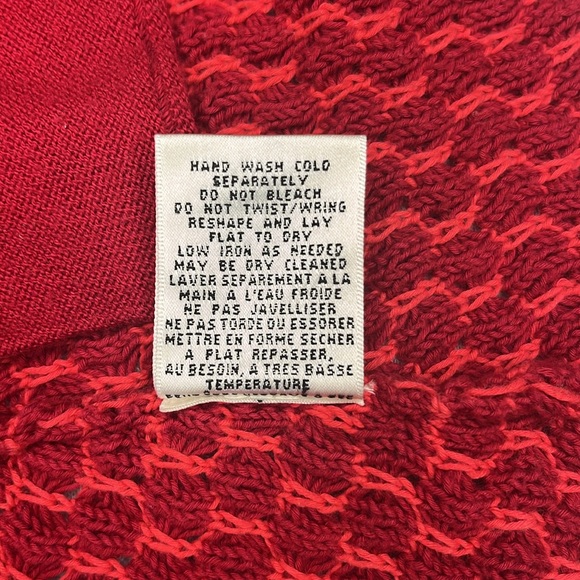 HAND WASH COLD
SEPARATELY
DO NOT BLEACH
DO NOT TWIST/WRING
RESHAPE AND LAY
FLAT TO DRY
LOW IRON AS NEEDED
MAY BE DRY CLEANED
LAVER SEPAREMENT A LA
MAIN A L'EAU FROIDE
NE PAS JAVELLISER
NE PAS TORDE OU ESSORER
METTRE EN FORME SECHER
A PLAT REPASSER,
AU BESOIN, A TRES BASSE
TEMPERATURE